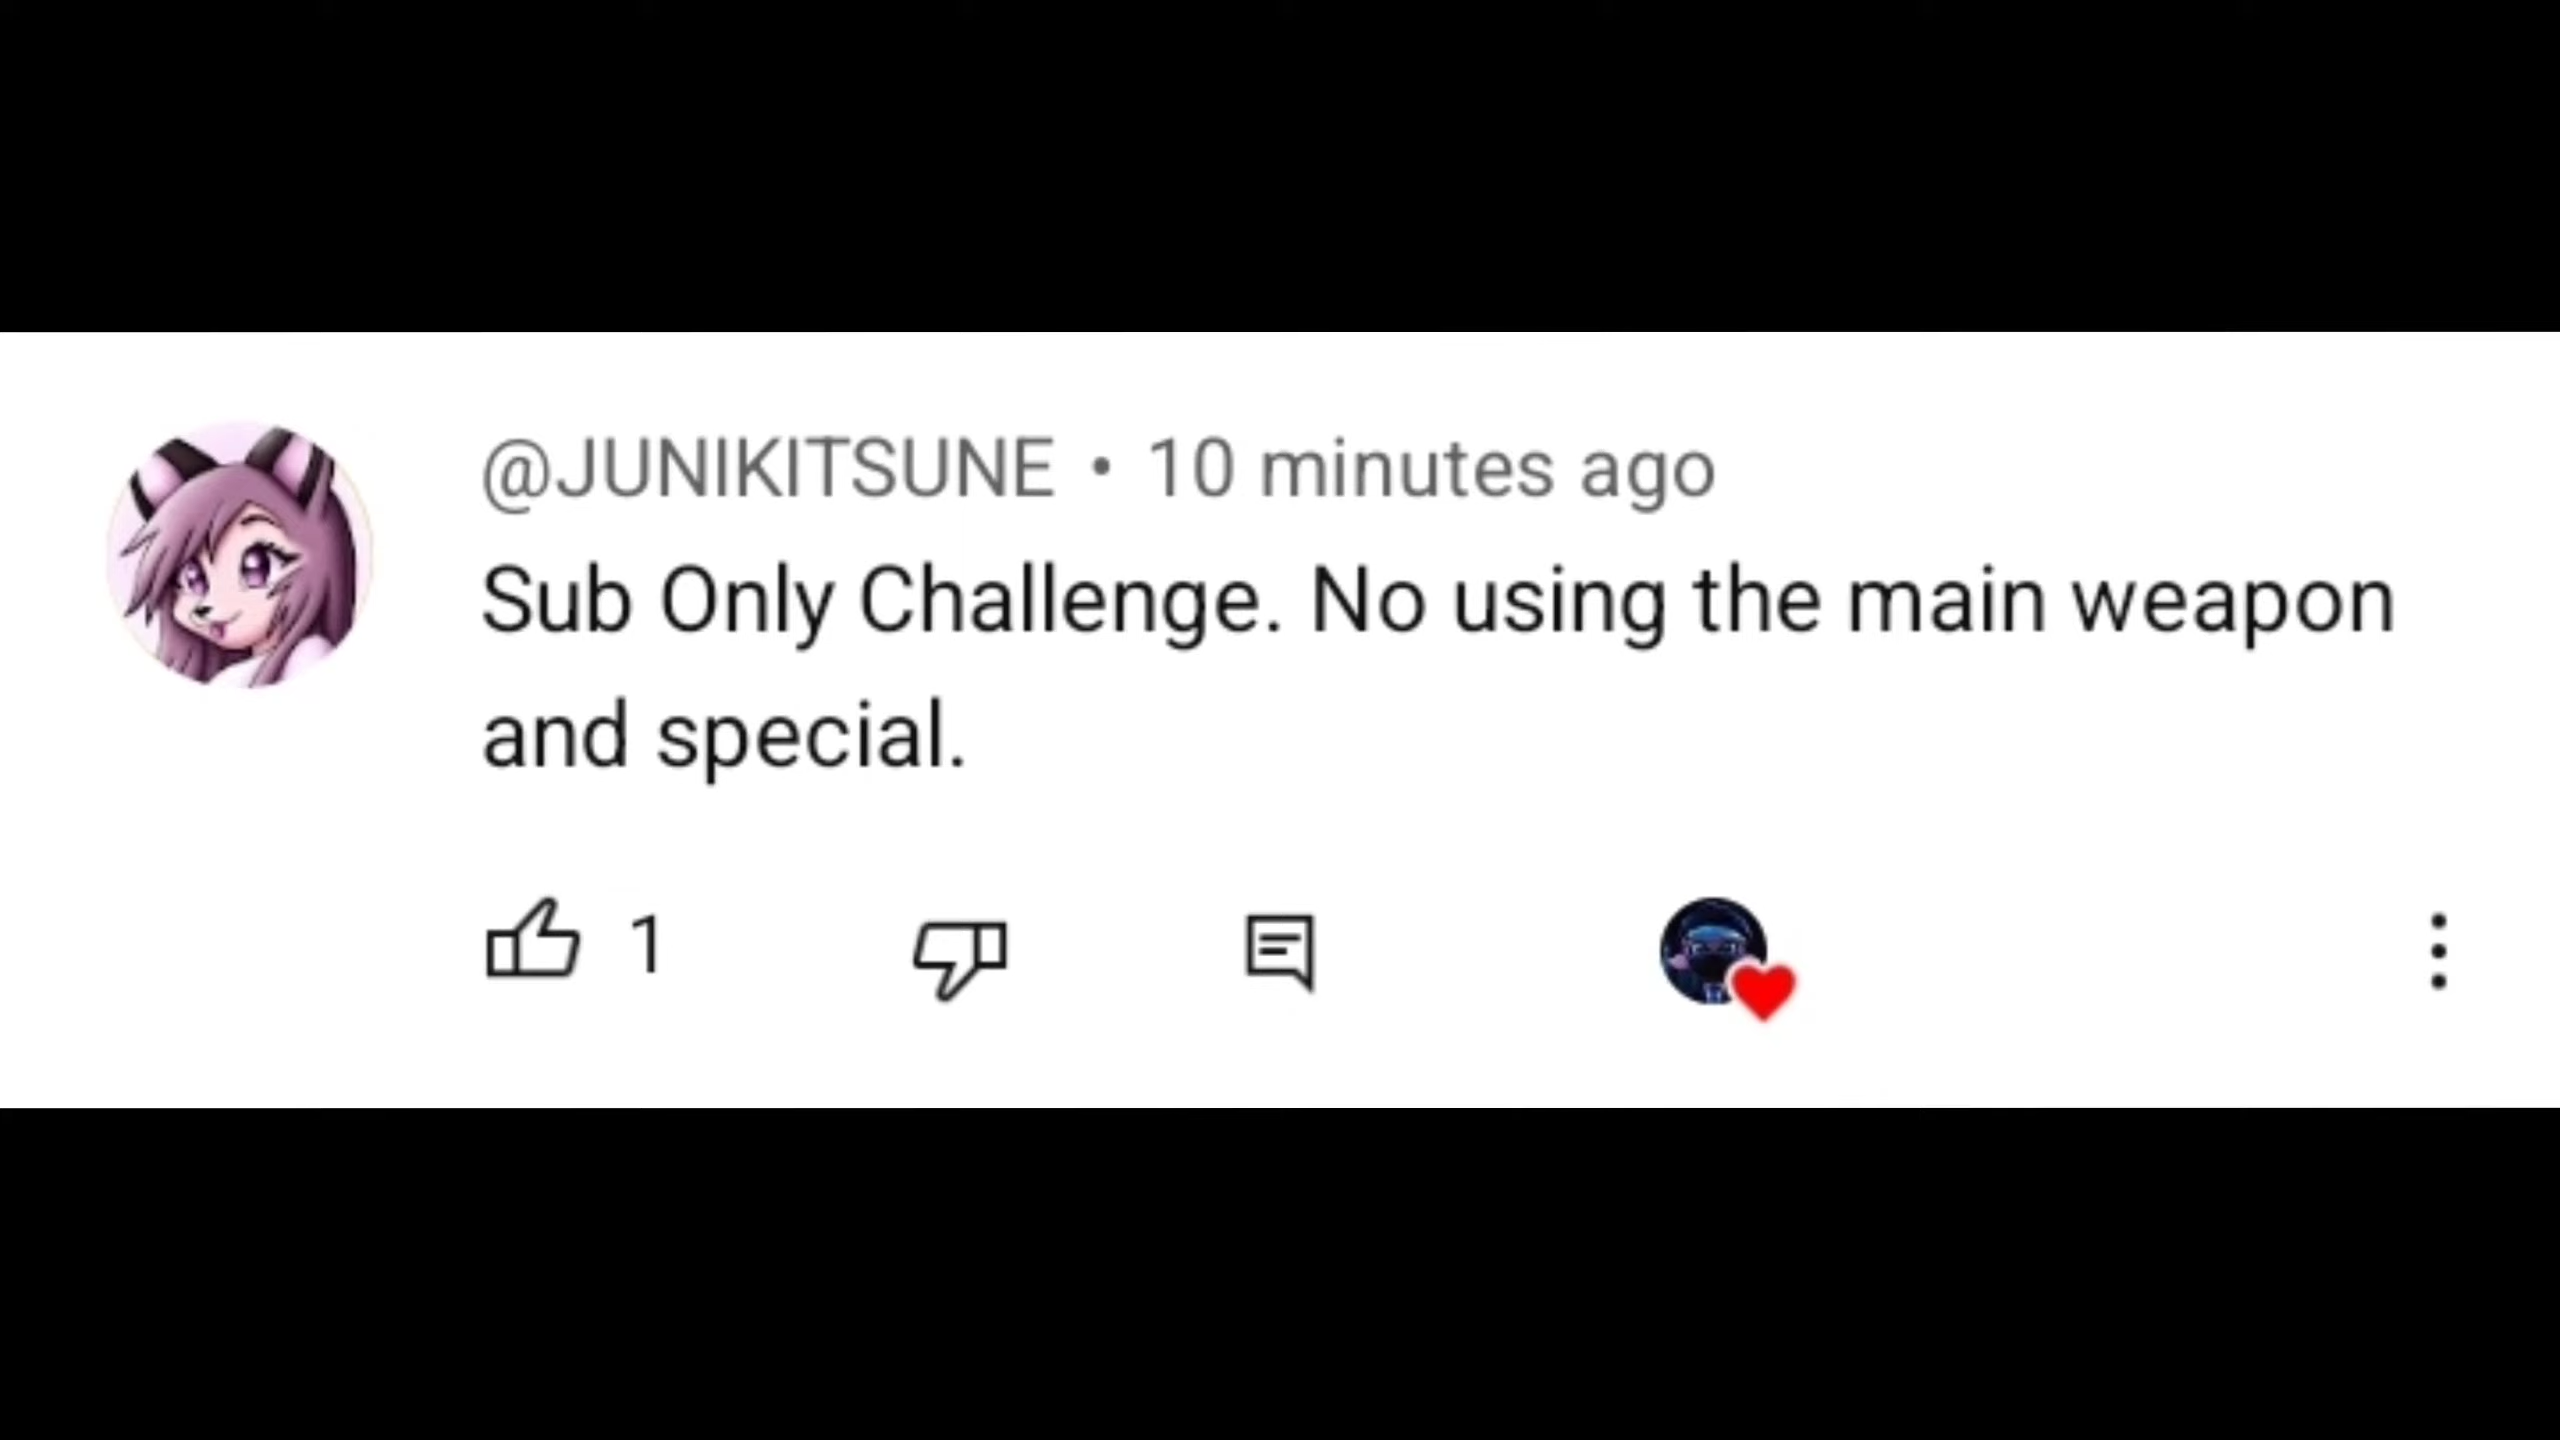 @JUNIKITSUNE • 10 minutes ago
Sub Only Challenge. No using the main weapon
and special.
1